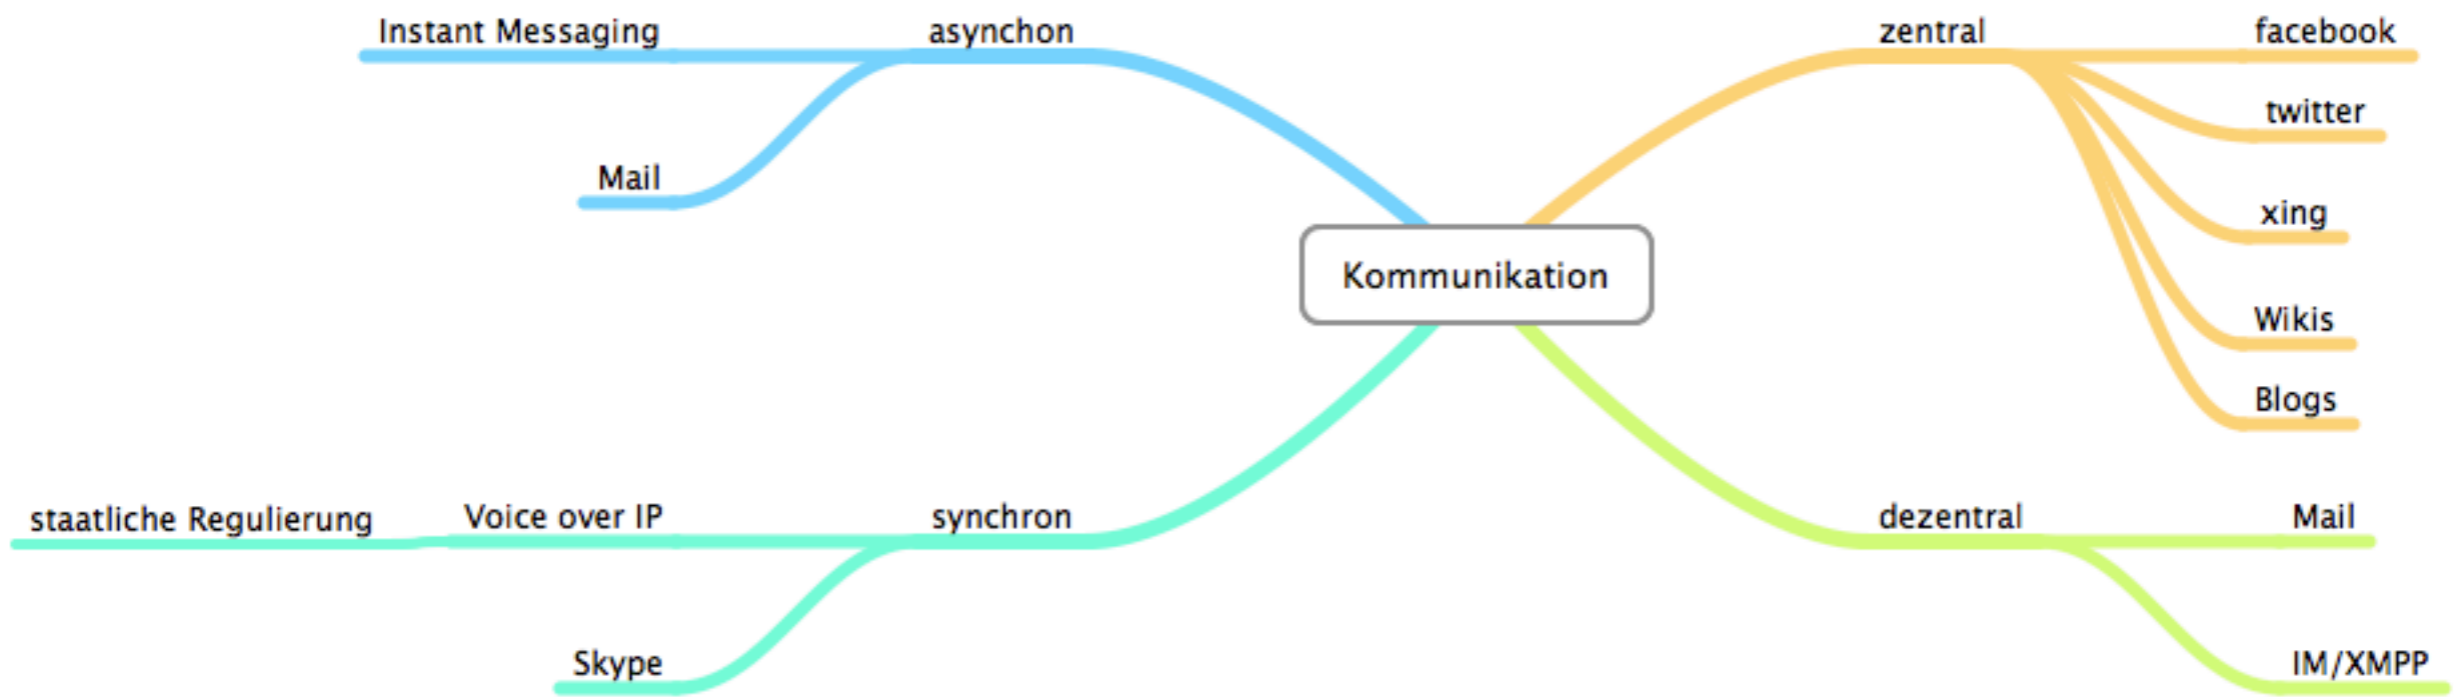 Instant Messaging
asynchon
Mail
Kommunikation
staatliche Regulierung
Voice over IP
synchron
Skype
zentral
facebook
twitter
xing
Wikis
Blogs
dezentral
Mail
IM/XMPP